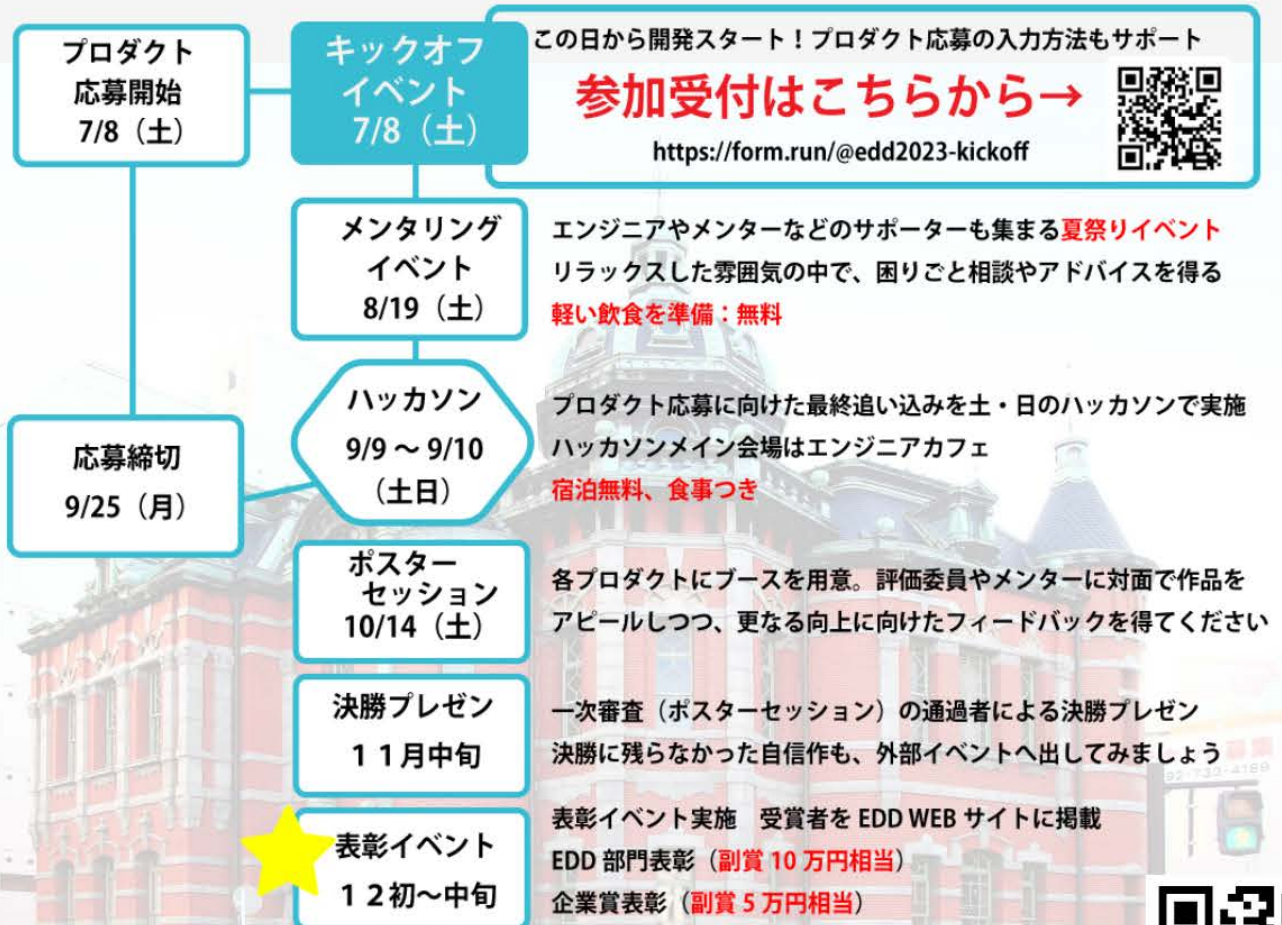 プロダクト
応募開始
7/8（土）
キックオフ
イベント
7/8（土）
この日から開発スタート！プロダクト応募の入力方法もサポート
参加受付はこちらから→
https://form.run/@edd2023-kickoff
メンタリング
イベント
8/19（土）
エンジニアやメンターなどのサポーターも集まる夏祭りイベント
リラックスした雰囲気の中で、困りごと相談やアドバイスを得る
軽い飲食を準備：無料
ハッカソン
9/9～9/10
（土日）
プロダクト応募に向けた最終追い込みを土・日のハッカソンで実施
ハッカソンメイン会場はエンジニアカフェ
宿泊無料、食事つき
応募締切
9/25（月）
ポスター
セッション
10/14（土）
各プロダクトにブースを用意。評価委員やメンターに対面で作品を
アピールしつつ、更なる向上に向けたフィードバックを得てください
決勝プレゼン
１１月中旬
一次審査（ポスターセッション）の通過者による決勝プレゼン
決勝に残らなかった自信作も、外部イベントへ出してみましょう
表彰イベント
１２初～中旬
表彰イベント実施　受賞者を EDD WEB サイトに掲載
EDD 部門表彰（副賞 10 万円相当）
企業賞表彰（副賞 5 万円相当）